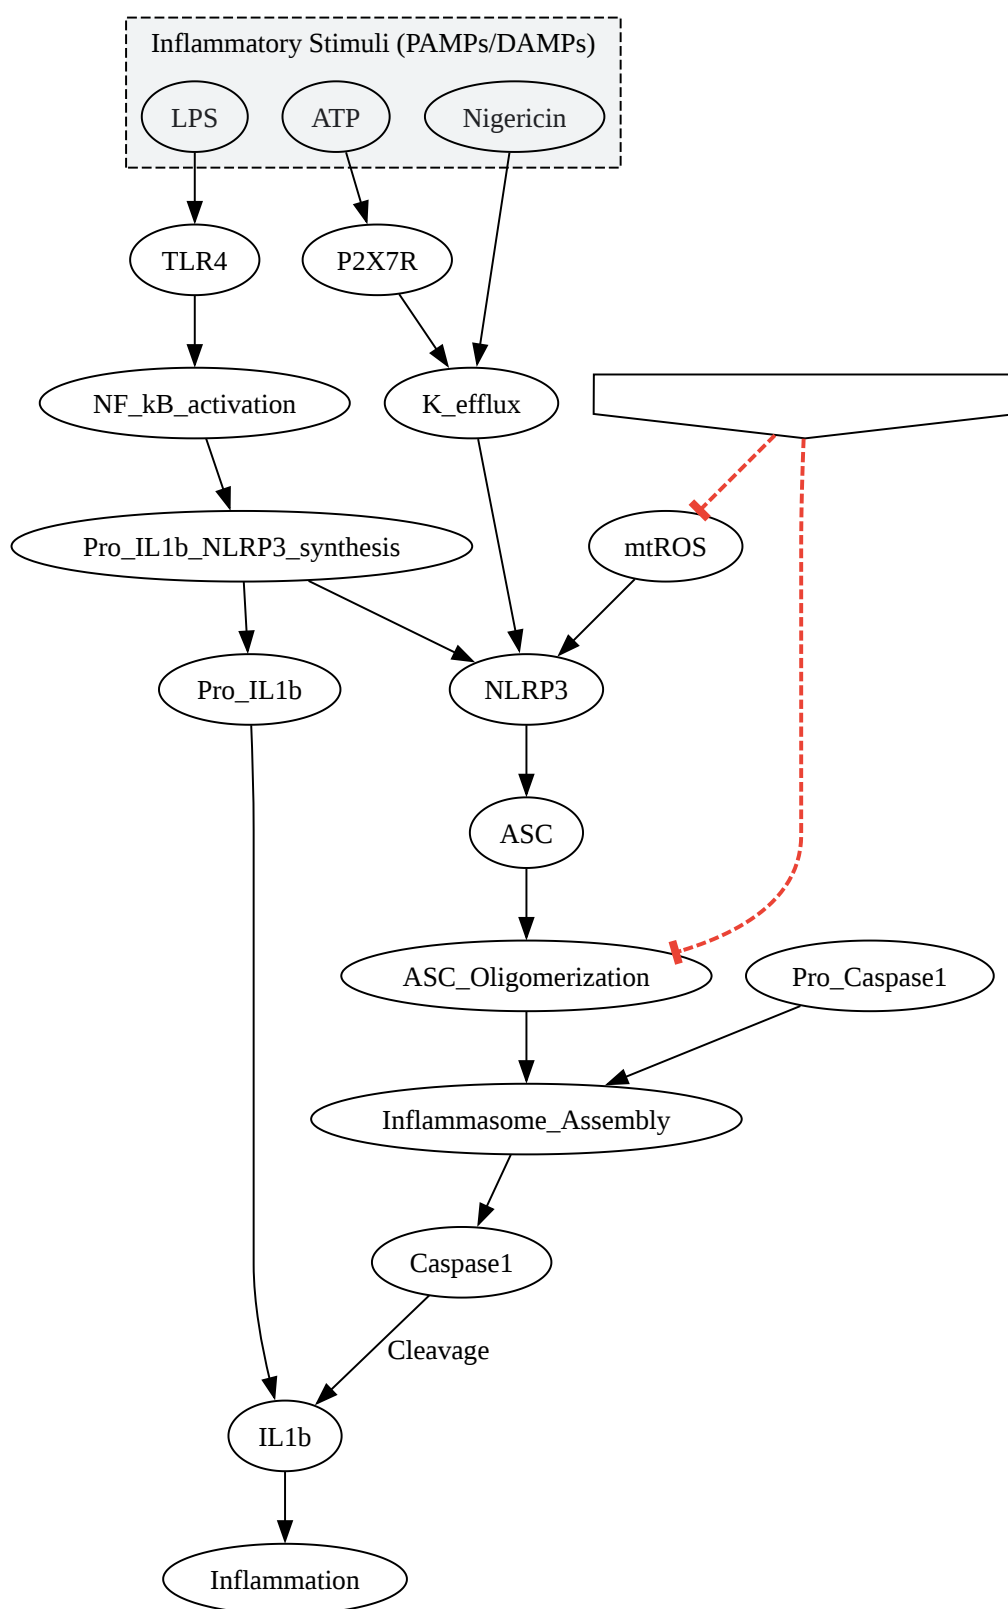 Inflammatory Stimuli (PAMPs/DAMPs)
LPS
ATP
Nigericin
TLR4
P2X7R
NF_kB_activation
K_efflux
Pro_IL1b_NLRP3_synthesis
mtROS
Pro_IL1b
NLRP3
ASC
ASC_Oligomerization
Pro_Caspase1
Inflammasome_Assembly
Caspase1
Cleavage
IL1b
Inflammation